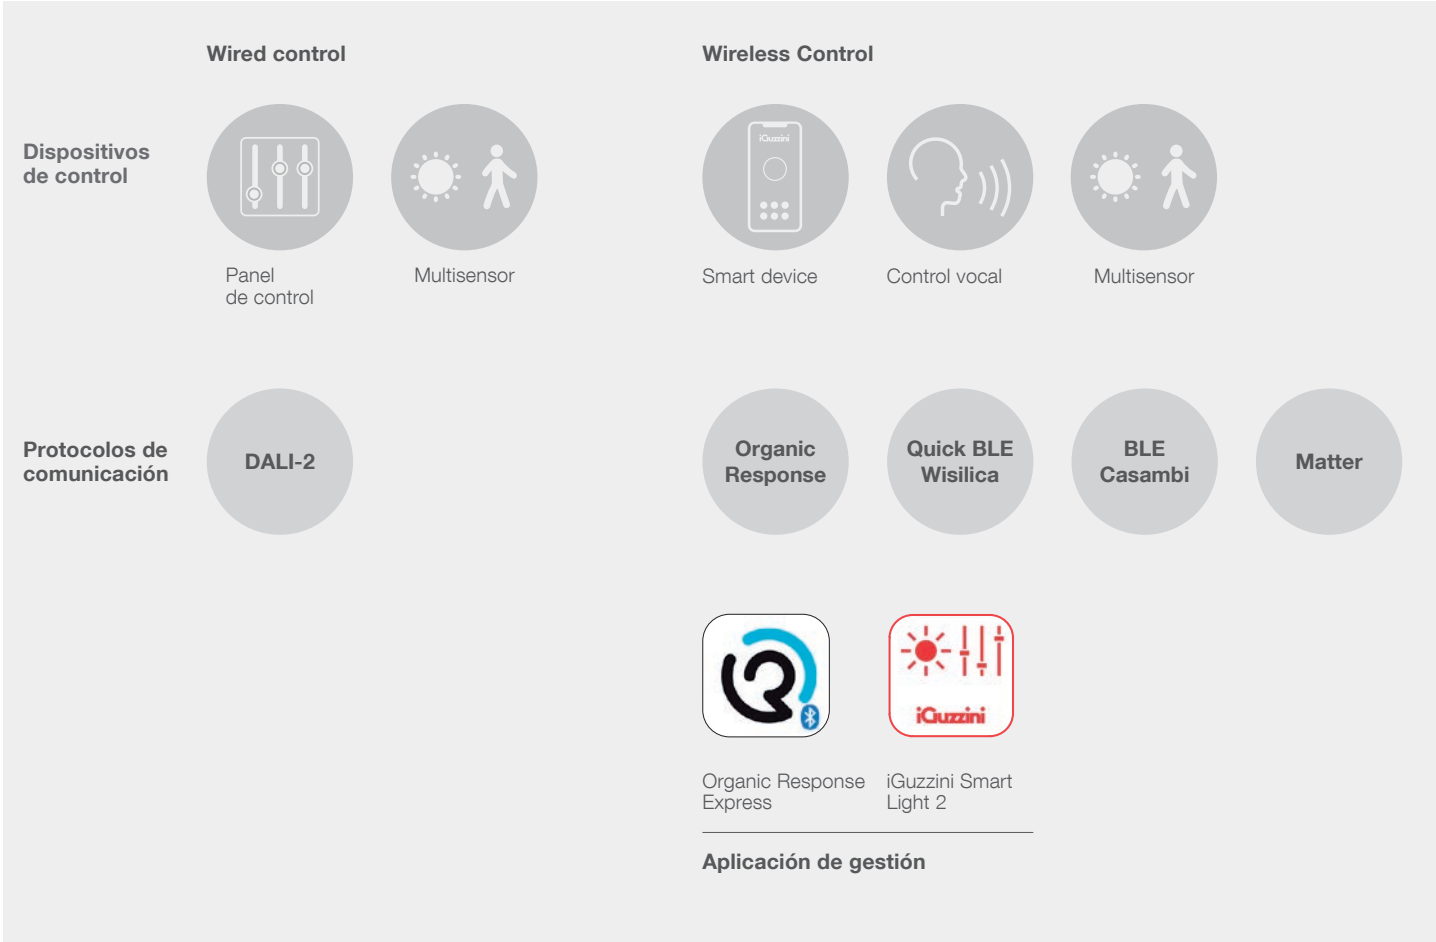 Wired control
Wireless Control
Dispositivos
de control
iGuzzini
Panel
de control
Multisensor
Smart device
Control vocal
Multisensor
Protocolos de
comunicación
DALI-2
Organic
Response
Quick BLE
Wisilica
BLE
Casambi
Matter
iGuzzini
Organic Response
Express
iGuzzini Smart
Light 2
Aplicación de gestión